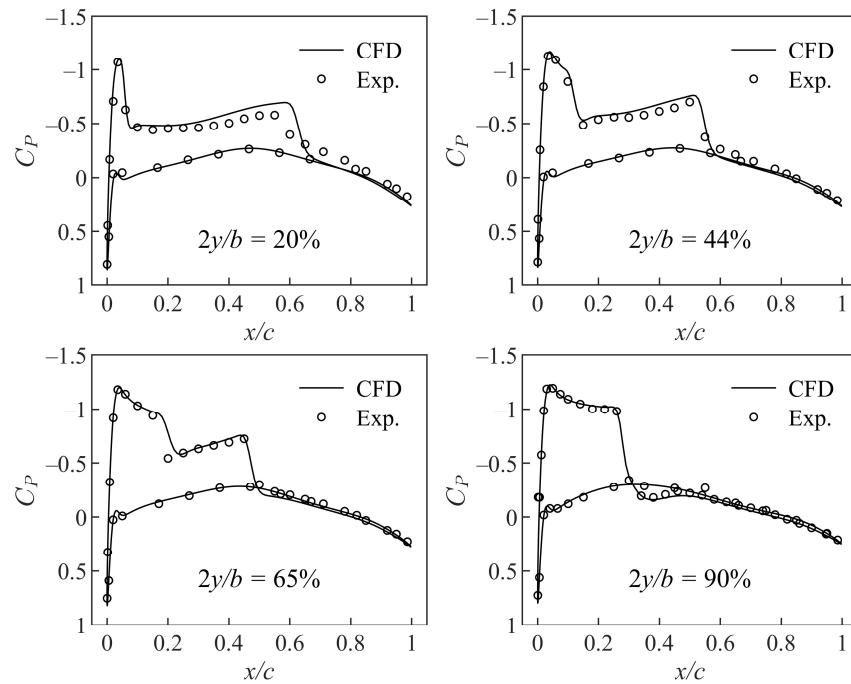 −1.5
−1
−0.5
0
0.5
1
C_P
CFD
Exp.
2y/b = 20%
0 0.2 0.4 0.6 0.8 1
x/c
−1.5
−1
−0.5
0
0.5
1
C_P
CFD
Exp.
2y/b = 44%
0 0.2 0.4 0.6 0.8 1
x/c
−1.5
−1
−0.5
0
0.5
1
C_P
CFD
Exp.
2y/b = 65%
0 0.2 0.4 0.6 0.8 1
x/c
−1.5
−1
−0.5
0
0.5
1
C_P
CFD
Exp.
2y/b = 90%
0 0.2 0.4 0.6 0.8 1
x/c